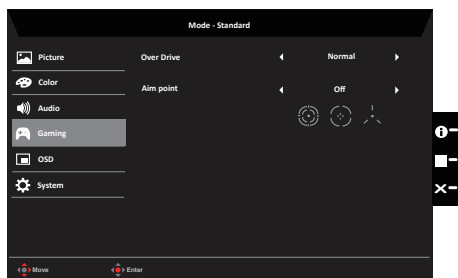 Mode - Standard
Picture
Over Drive Normal
Color
Aim point Off
Audio
Gaming
OSD
System
Move Enter